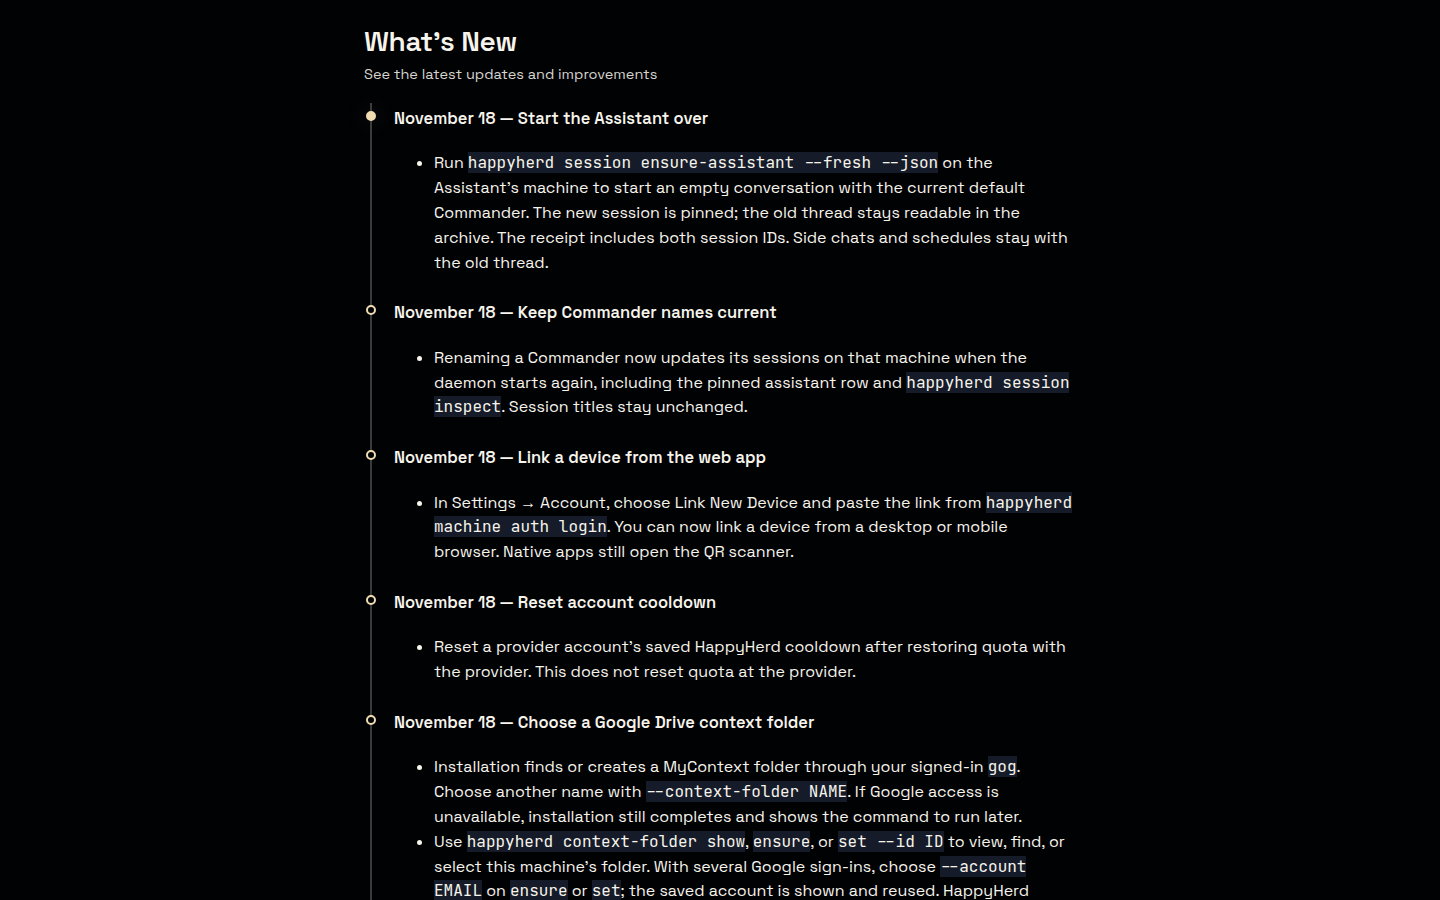 What's New
See the latest updates and improvements
November 18 — Start the Assistant over
• Run happyherd session ensure-assistant --fresh --json on the
Assistant's machine to start an empty conversation with the current default
Commander. The new session is pinned; the old thread stays readable in the
archive. The receipt includes both session IDs. Side chats and schedules stay with
the old thread.
November 18 — Keep Commander names current
• Renaming a Commander now updates its sessions on that machine when the
daemon starts again, including the pinned assistant row and happyherd session
inspect. Session titles stay unchanged.
November 18 — Link a device from the web app
• In Settings → Account, choose Link New Device and paste the link from happyherd
machine auth login. You can now link a device from a desktop or mobile
browser. Native apps still open the QR scanner.
November 18 — Reset account cooldown
• Reset a provider account's saved HappyHerd cooldown after restoring quota with
the provider. This does not reset quota at the provider.
November 18 — Choose a Google Drive context folder
• Installation finds or creates a MyContext folder through your signed-in gog.
Choose another name with --context-folder NAME. If Google access is
unavailable, installation still completes and shows the command to run later.
• Use happyherd context-folder show, ensure, or set --id ID to view, find, or
select this machine's folder. With several Google sign-ins, choose --account
EMAIL on ensure or set; the saved account is shown and reused. HappyHerd